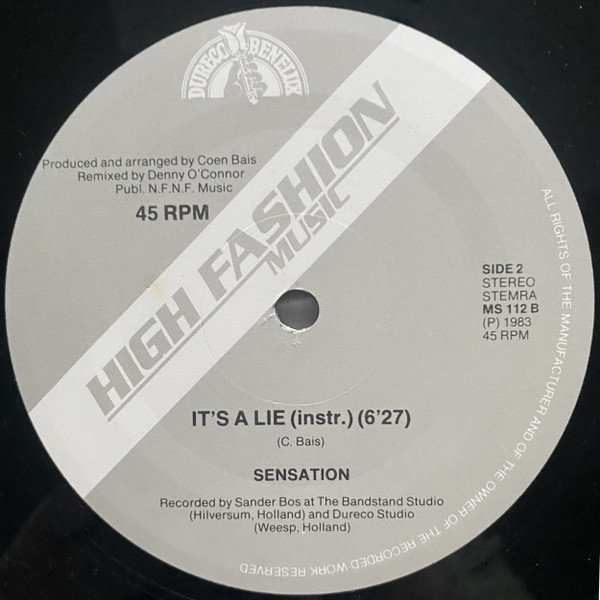 DURECO BENELUX
Produced and arranged by Coen Bais
Remixed by Denny O'Connor
Publ. N.F.N.F. Music
45 RPM
HIGH FASHION
MUSIC
SIDE 2
STEREO
STEMRA
MS 112 B
(P) 1983
45 RPM
IT'S A LIE (instr.) (6'27)
(C. Bais)
SENSATION
Recorded by Sander Bos at The Bandstand Studio
(Hilversum, Holland) and Dureco Studio
(Weesp, Holland)
ALL RIGHTS OF THE MANUFACTURER AND OF THE OWNER OF THE RECORDED WORK RESERVED